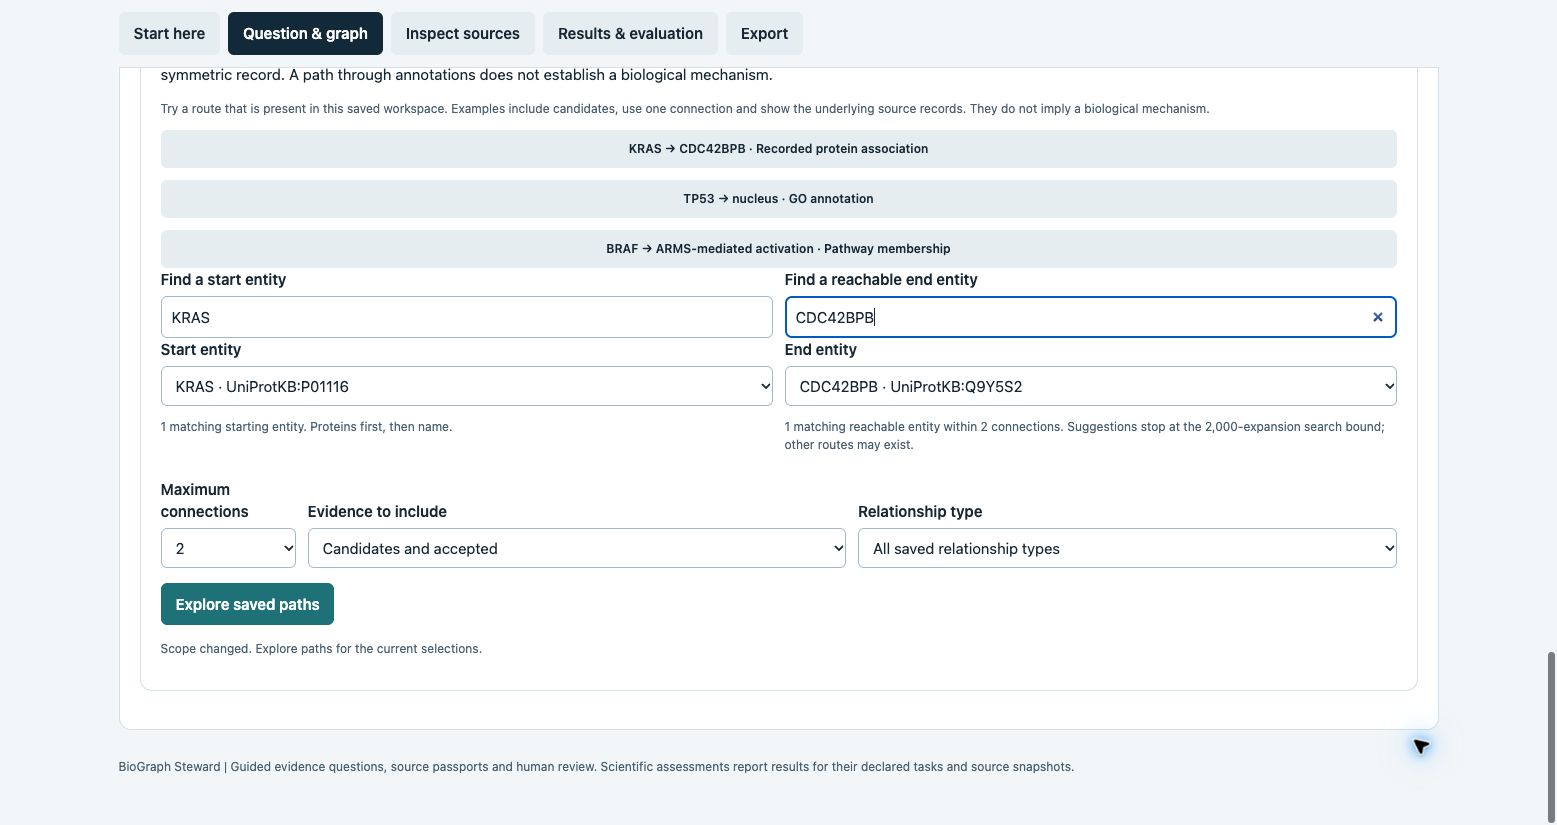 Start here
Question & graph
Inspect sources
Results & evaluation
Export
symmetric record. A path through annotations does not establish a biological mechanism.
Try a route that is present in this saved workspace. Examples include candidates, use one connection and show the underlying source records. They do not imply a biological mechanism.
KRAS → CDC42BPB · Recorded protein association
TP53 → nucleus · GO annotation
BRAF → ARMS-mediated activation · Pathway membership
Find a start entity
Find a reachable end entity
KRAS
CDC42BPB
Start entity
End entity
KRAS · UniProtKB:P01116
CDC42BPB · UniProtKB:Q9Y5S2
1 matching starting entity. Proteins first, then name.
1 matching reachable entity within 2 connections. Suggestions stop at the 2,000-expansion search bound;
other routes may exist.
Maximum
connections
Evidence to include
Relationship type
2
Candidates and accepted
All saved relationship types
Explore saved paths
Scope changed. Explore paths for the current selections.
BioGraph Steward | Guided evidence questions, source passports and human review. Scientific assessments report results for their declared tasks and source snapshots.